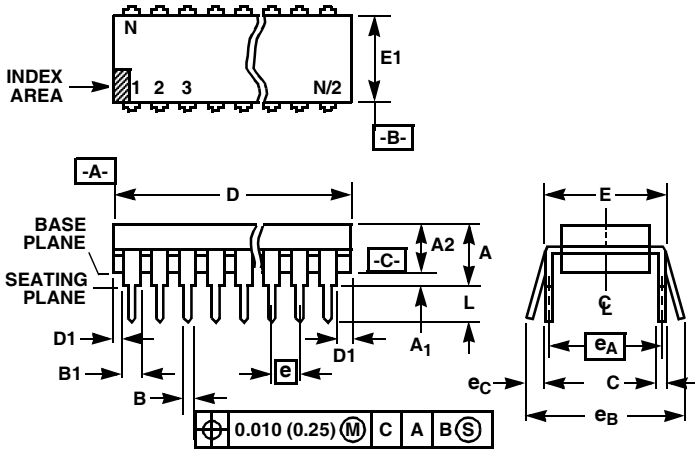 N
E1
INDEX
AREA
1 2 3 N/2
-B-
-A-
D
E
BASE
PLANE
A2
A
-C-
SEATING
PLANE
L
C̲L
D1
A1
D1
eA
B1
e
eC
C
B
eB
⌖ 0.010 (0.25) Ⓜ C A B Ⓢ